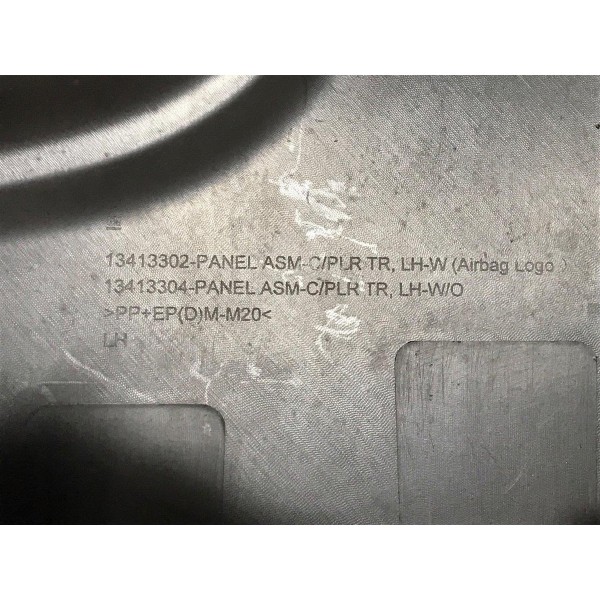 13413302-PANEL ASM-C/PLR TR, LH-W (Airbag Logo )
13413304-PANEL ASM-C/PLR TR, LH-W/O
>PP+EP(D)M-M20<
LH